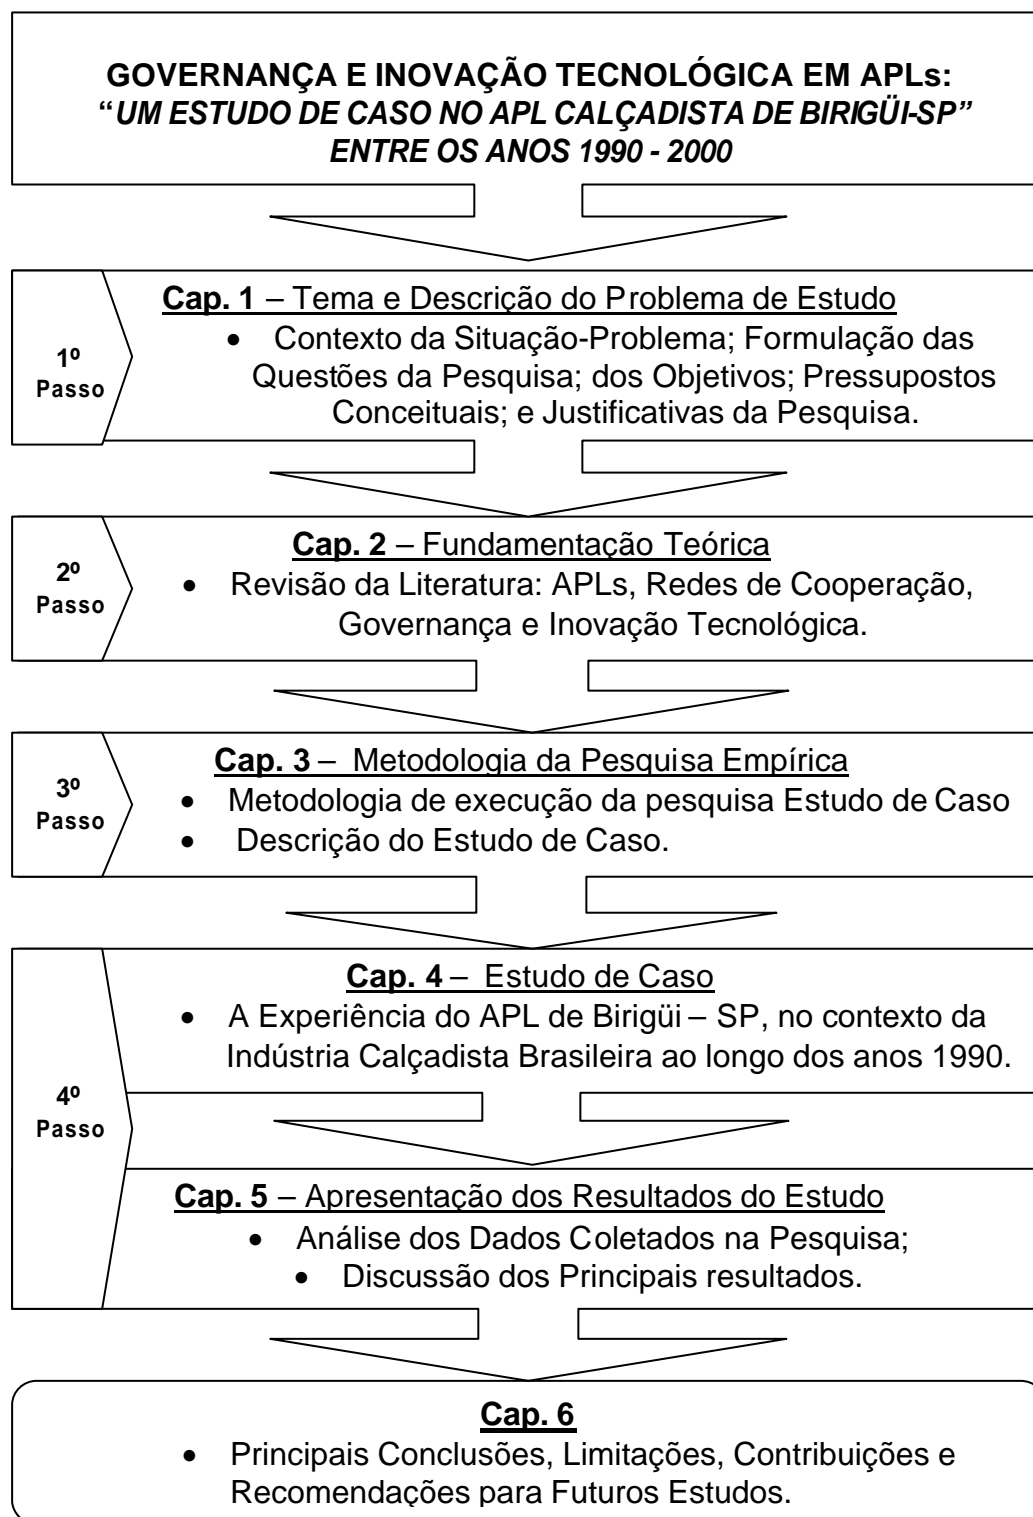 GOVERNANÇA E INOVAÇÃO TECNOLÓGICA EM APLs:
“UM ESTUDO DE CASO NO APL CALÇADISTA DE BIRIGÜI-SP”
ENTRE OS ANOS 1990 - 2000
1º
Passo
Cap. 1 – Tema e Descrição do Problema de Estudo
• Contexto da Situação-Problema; Formulação das
Questões da Pesquisa; dos Objetivos; Pressupostos
Conceituais; e Justificativas da Pesquisa.
2º
Passo
Cap. 2 – Fundamentação Teórica
• Revisão da Literatura: APLs, Redes de Cooperação,
Governança e Inovação Tecnológica.
3º
Passo
Cap. 3 – Metodologia da Pesquisa Empírica
• Metodologia de execução da pesquisa Estudo de Caso
• Descrição do Estudo de Caso.
4º
Passo
Cap. 4 – Estudo de Caso
• A Experiência do APL de Birigüi – SP, no contexto da
Indústria Calçadista Brasileira ao longo dos anos 1990.
Cap. 5 – Apresentação dos Resultados do Estudo
• Análise dos Dados Coletados na Pesquisa;
• Discussão dos Principais resultados.
Cap. 6
• Principais Conclusões, Limitações, Contribuições e
Recomendações para Futuros Estudos.